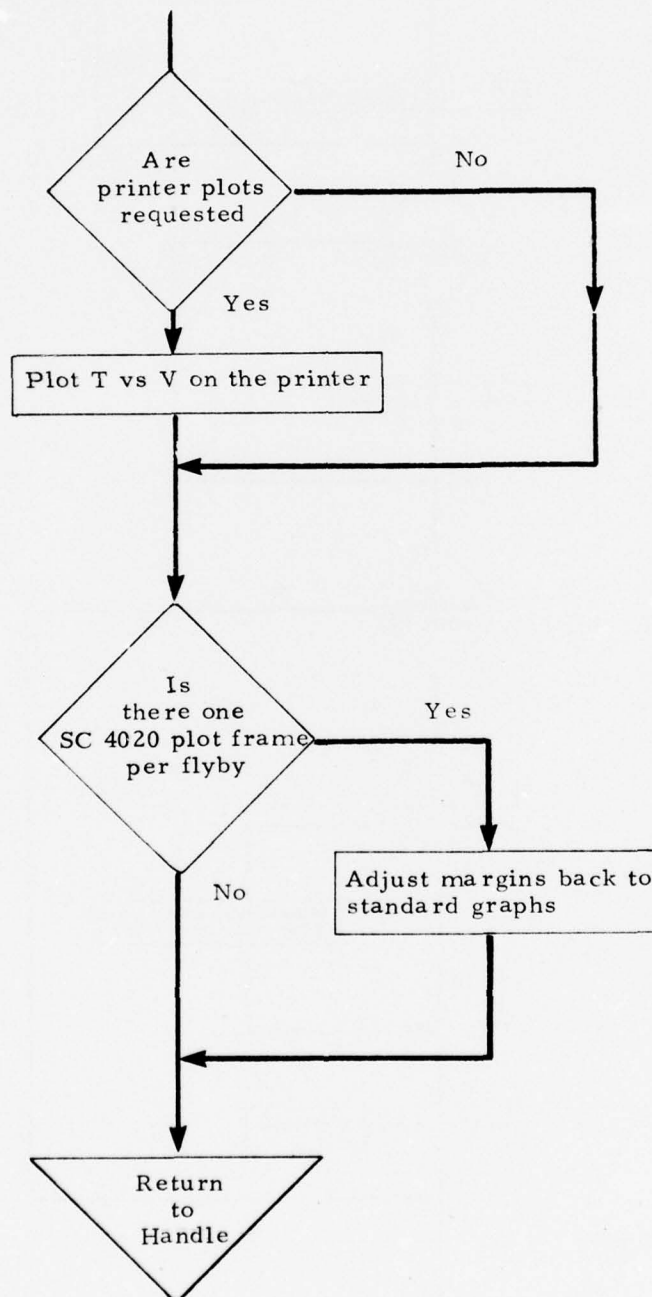 Are
printer plots
requested
No
Yes
Plot T vs V on the printer
Is
there one
SC 4020 plot frame
per flyby
Yes
No
Adjust margins back to
standard graphs
Return
to
Handle